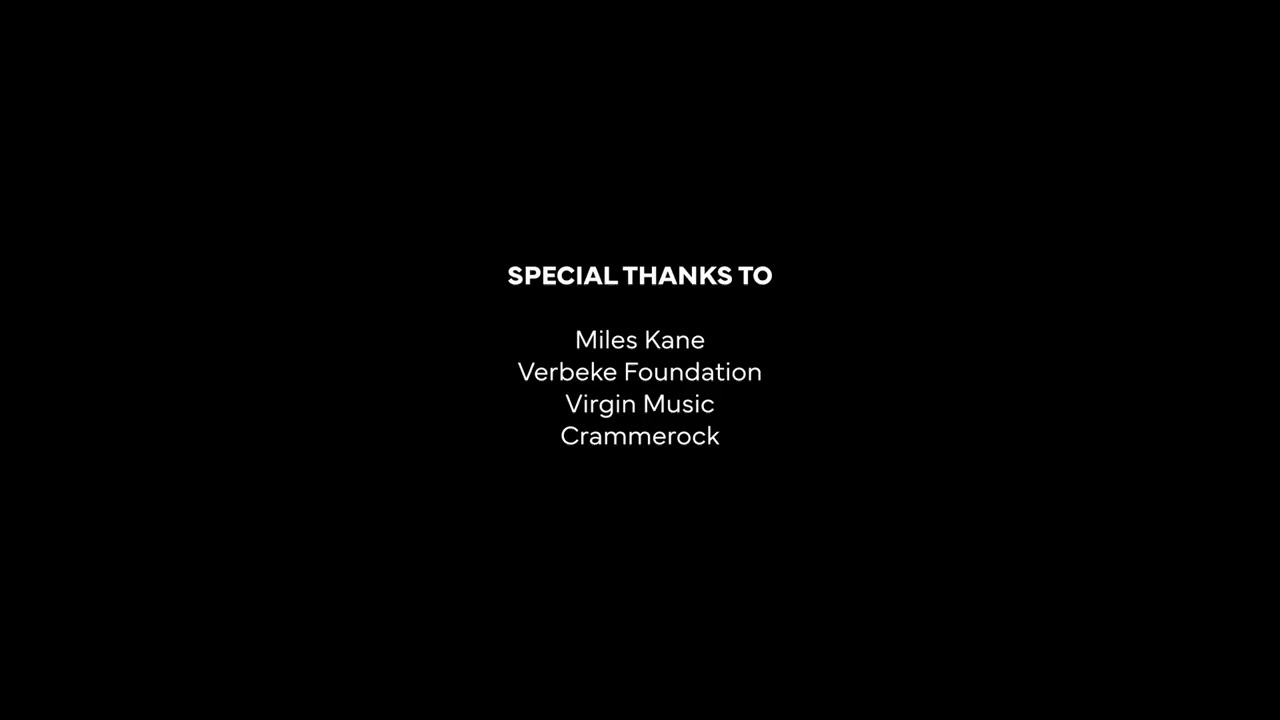 SPECIAL THANKS TO
Miles Kane
Verbeke Foundation
Virgin Music
Crammerock